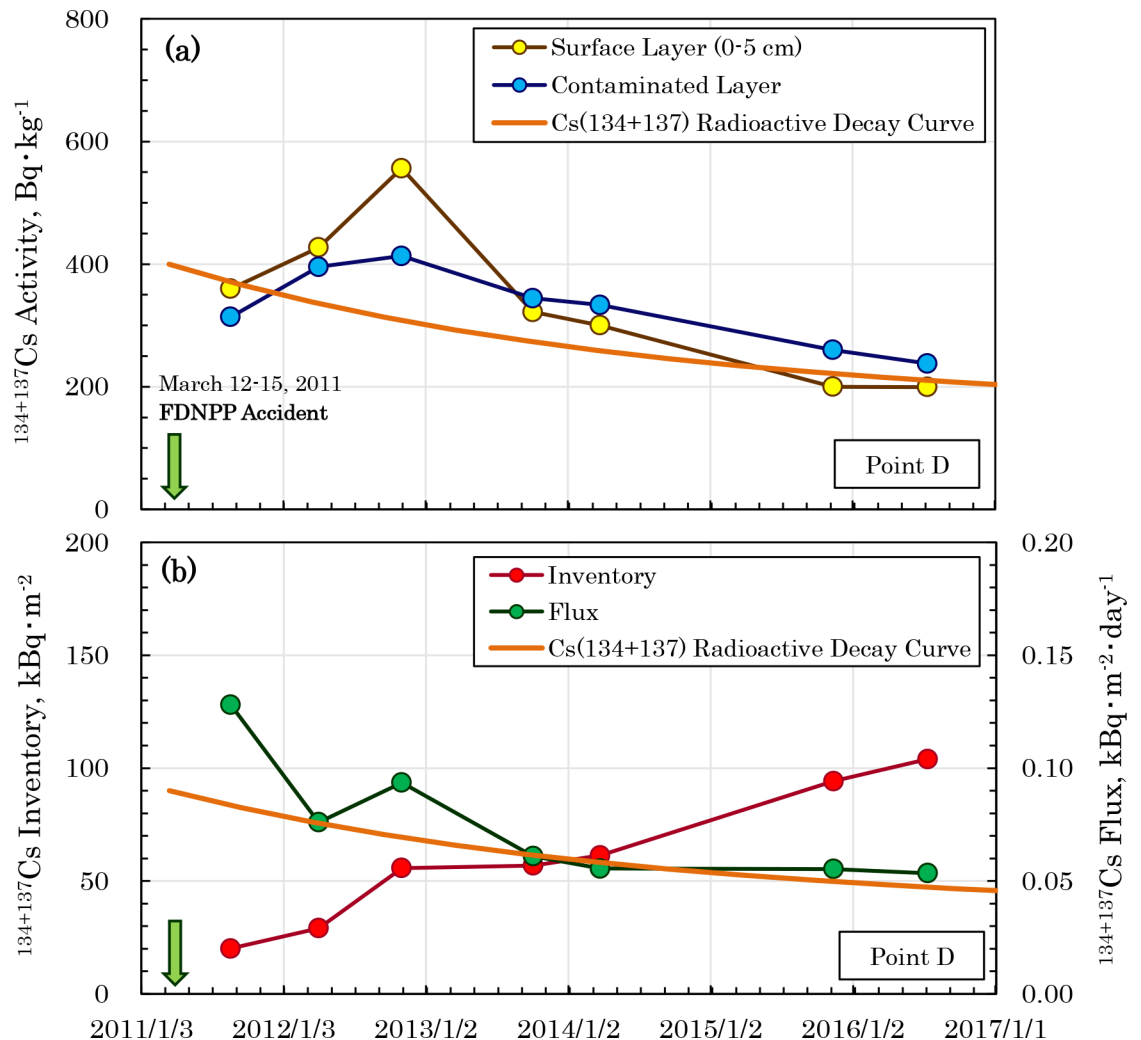 800
(a)
Surface Layer (0-5 cm)
Contaminated Layer
Cs(134+137) Radioactive Decay Curve
600
400
200
0
¹³⁴⁺¹³⁷Cs Activity, Bq·kg⁻¹
March 12-15, 2011
FDNPP Accident
Point D
200
(b)
Inventory
Flux
Cs(134+137) Radioactive Decay Curve
150
100
50
0
¹³⁴⁺¹³⁷Cs Inventory, kBq·m⁻²
0.20
0.15
0.10
0.05
0.00
¹³⁴⁺¹³⁷Cs Flux, kBq·m⁻²·day⁻¹
Point D
2011/1/3 2012/1/3 2013/1/2 2014/1/2 2015/1/2 2016/1/2 2017/1/1